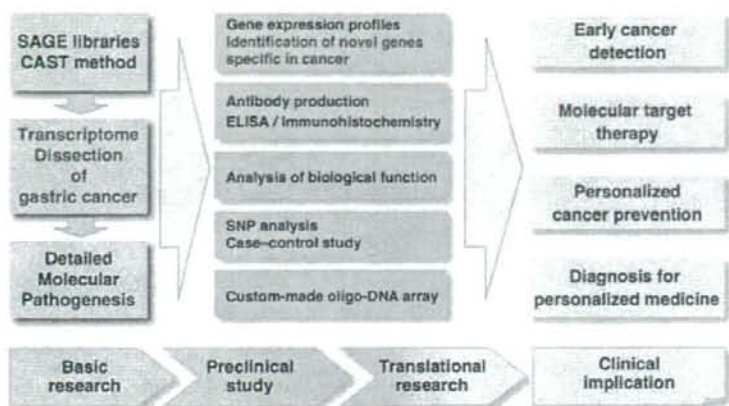 SAGE libraries
CAST method
Transcriptome
Dissection
of
gastric cancer
Detailed
Molecular
Pathogenesis
Gene expression profiles
Identification of novel genes
specific in cancer
Antibody production
ELISA / Immunohistochemistry
Analysis of biological function
SNP analysis
Case–control study
Custom-made oligo-DNA array
Early cancer
detection
Molecular target
therapy
Personalized
cancer prevention
Diagnosis for
personalized medicine
Basic
research
Preclinical
study
Translational
research
Clinical
implication